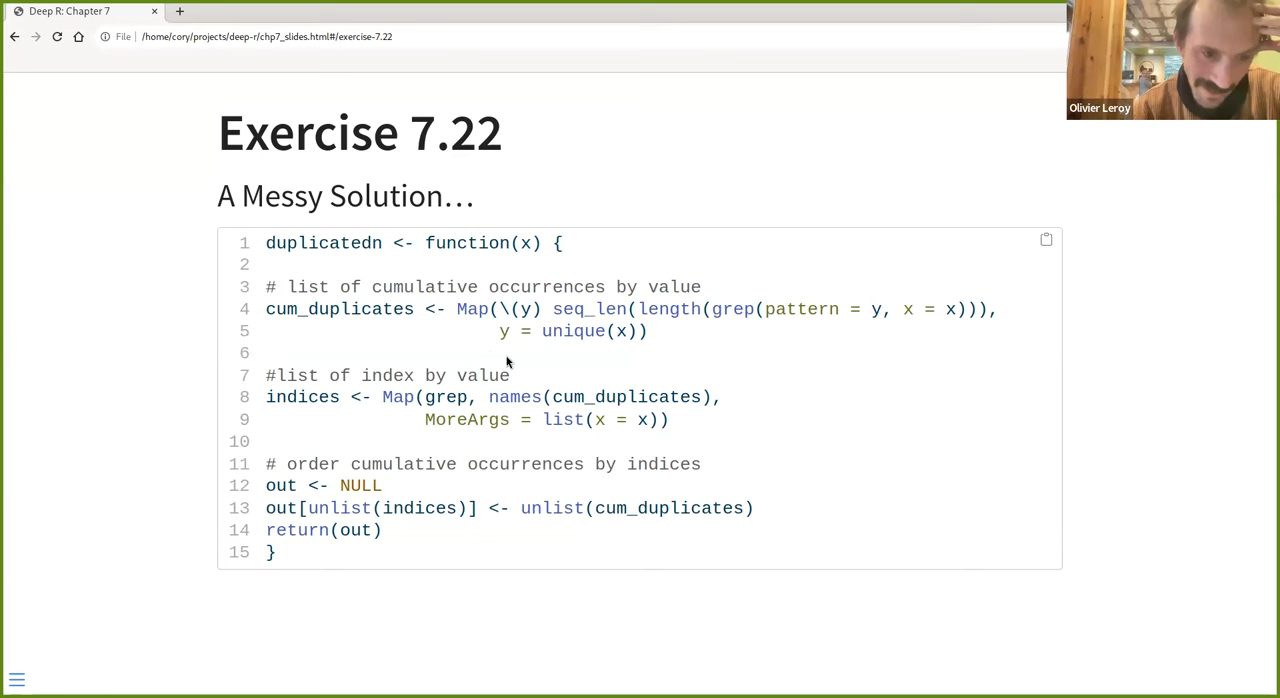 Deep R: Chapter 7
File /home/cory/projects/deep-r/chp7_slides.html#/exercise-7.22
Olivier Leroy
Exercise 7.22
A Messy Solution…
1 duplicatedn <- function(x) {
2
3 # list of cumulative occurrences by value
4 cum_duplicates <- Map(\(y) seq_len(length(grep(pattern = y, x = x))),
5 y = unique(x))
6
7 #list of index by value
8 indices <- Map(grep, names(cum_duplicates),
9 MoreArgs = list(x = x))
10
11 # order cumulative occurrences by indices
12 out <- NULL
13 out[unlist(indices)] <- unlist(cum_duplicates)
14 return(out)
15 }